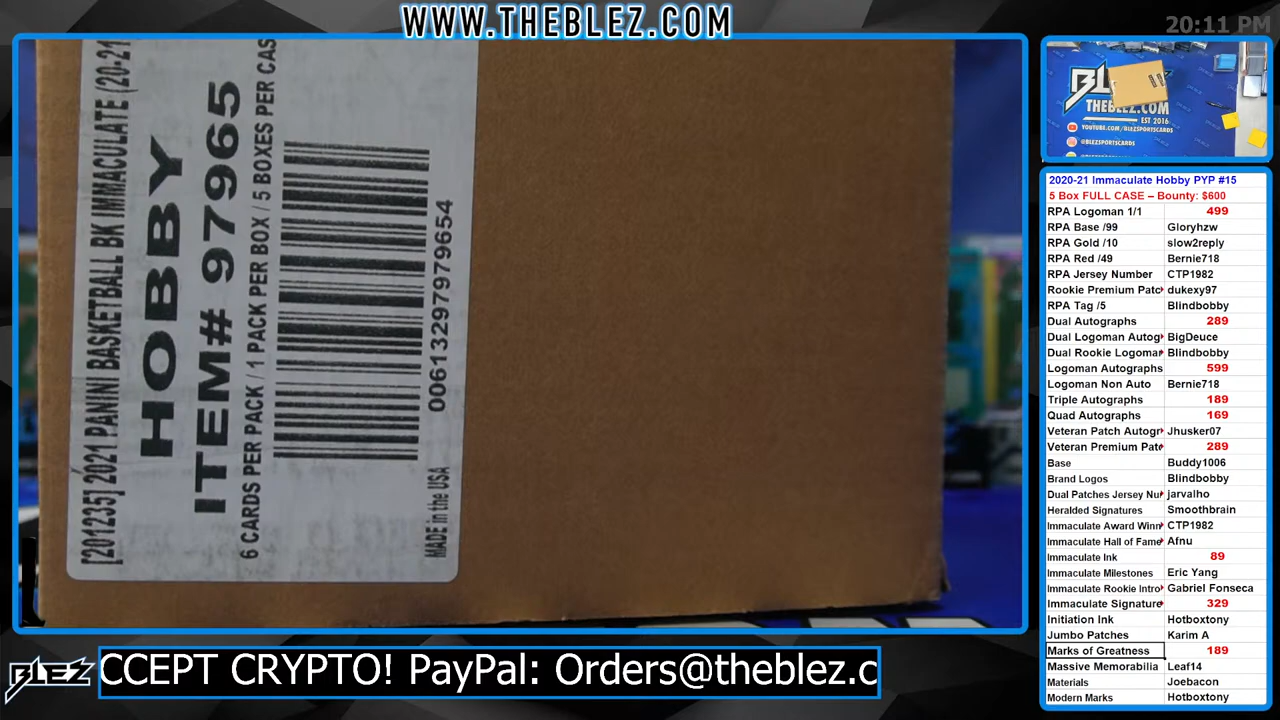 WWW.THEBLEZ.COM
20:11 PM
[201235] 2021 PANINI BASKETBALL BK IMMACULATE (20-21
HOBBY
ITEM# 97965
6 CARDS PER PACK / 1 PACK PER BOX / 5 BOXES PER CAS
00613297979654
MADE in the USA
BLEZ
THEBLEZ.COM
EST 2016
YOUTUBE.COM/BLEZSPORTSCARDS
@BLEZSPORTSCARDS
2020-21 Immaculate Hobby PYP #15
5 Box FULL CASE – Bounty: $600
RPA Logoman 1/1 499
RPA Base /99 Gloryhzw
RPA Gold /10 slow2reply
RPA Red /49 Bernie718
RPA Jersey Number CTP1982
Rookie Premium Patc dukexy97
RPA Tag /5 Blindbobby
Dual Autographs 289
Dual Logoman Autog BigDeuce
Dual Rookie Logomar Blindbobby
Logoman Autographs 599
Logoman Non Auto Bernie718
Triple Autographs 189
Quad Autographs 169
Veteran Patch Autogr Jhusker07
Veteran Premium Patc 289
Base Buddy1006
Brand Logos Blindbobby
Dual Patches Jersey Nu jarvalho
Heralded Signatures Smoothbrain
Immaculate Award Winn CTP1982
Immaculate Hall of Fame Afnu
Immaculate Ink 89
Immaculate Milestones Eric Yang
Immaculate Rookie Intro Gabriel Fonseca
Immaculate Signature 329
Initiation Ink Hotboxtony
Jumbo Patches Karim A
Marks of Greatness 189
Massive Memorabilia Leaf14
Materials Joebacon
Modern Marks Hotboxtony
BLEZ
CCEPT CRYPTO! PayPal: Orders@theblez.c